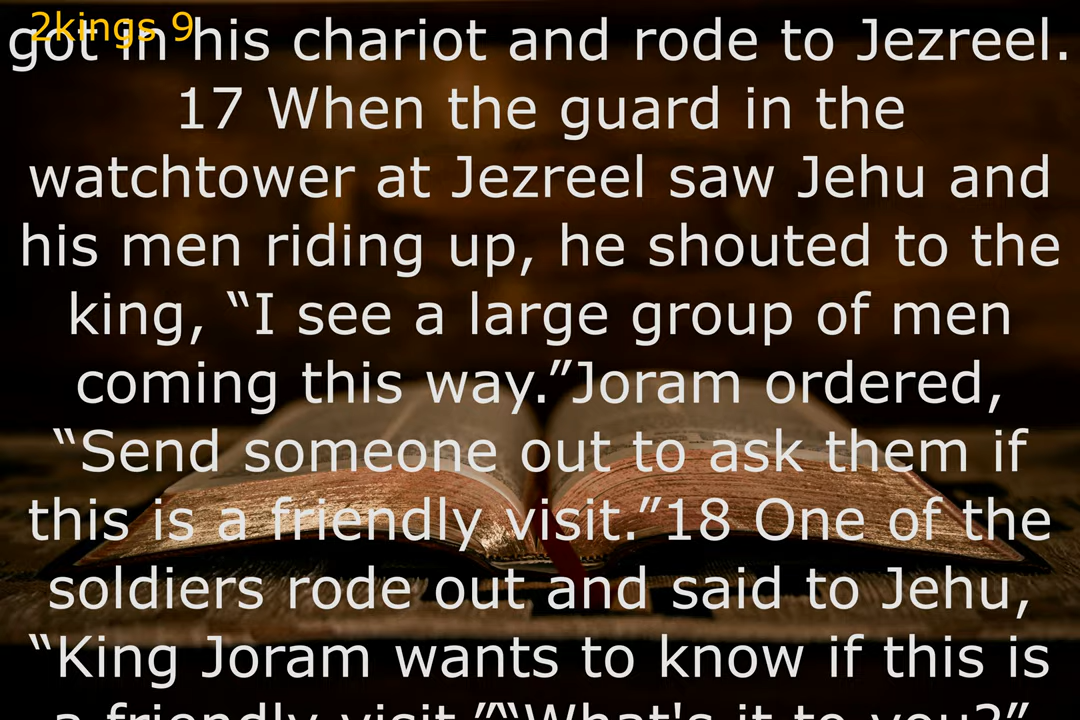 2kings 9
got in his chariot and rode to Jezreel.
17 When the guard in the
watchtower at Jezreel saw Jehu and
his men riding up, he shouted to the
king, “I see a large group of men
coming this way.”Joram ordered,
“Send someone out to ask them if
this is a friendly visit.”18 One of the
soldiers rode out and said to Jehu,
“King Joram wants to know if this is
a friendly visit.”“What's it to you?”